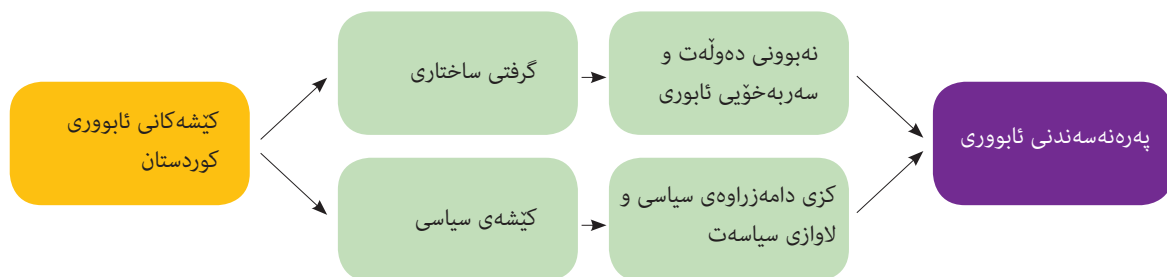 کێشەکانی ئابووری
کوردستان
گرفتی ساختاری
نەبوونی دەوڵەت و
سەربەخۆیی ئابوری
کێشەی سیاسی
کزی دامەزراوەی سیاسی و
لاوازی سیاسەت
پەرەنەسەندنی ئابووری